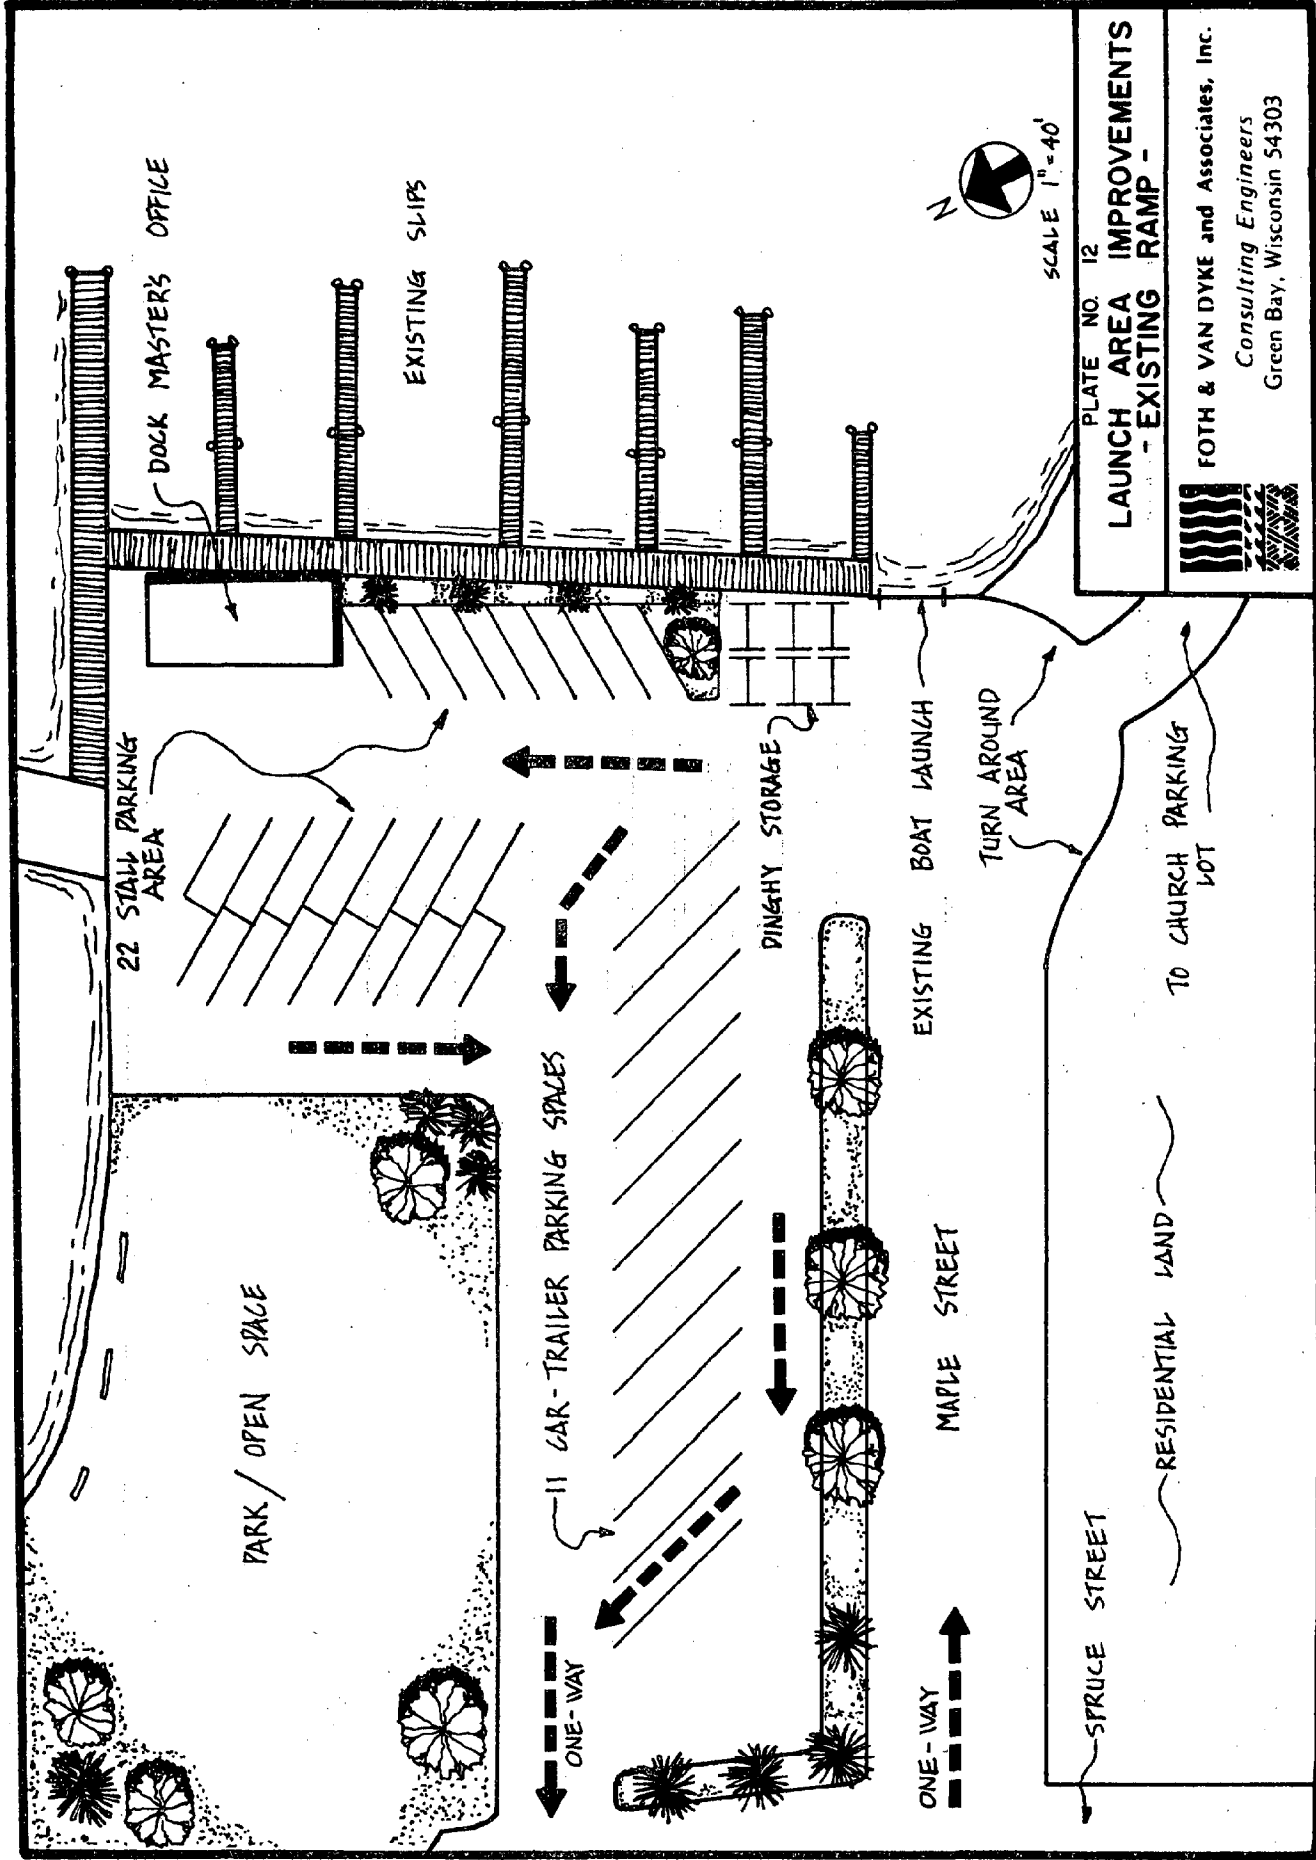 DOCK MASTER'S OFFICE
EXISTING SLIPS
22 STALL PARKING
AREA
N
SCALE 1"=40'
DINGHY STORAGE
EXISTING BOAT LAUNCH
TURN AROUND
AREA
TO CHURCH PARKING
LOT
11 CAR-TRAILER PARKING SPACES
PARK/OPEN SPACE
MAPLE STREET
RESIDENTIAL LAND
SPRUCE STREET
ONE-WAY
ONE-WAY
PLATE NO. 12
LAUNCH AREA IMPROVEMENTS
- EXISTING RAMP -
FOTH & VAN DYKE and Associates, Inc.
Consulting Engineers
Green Bay, Wisconsin 54303